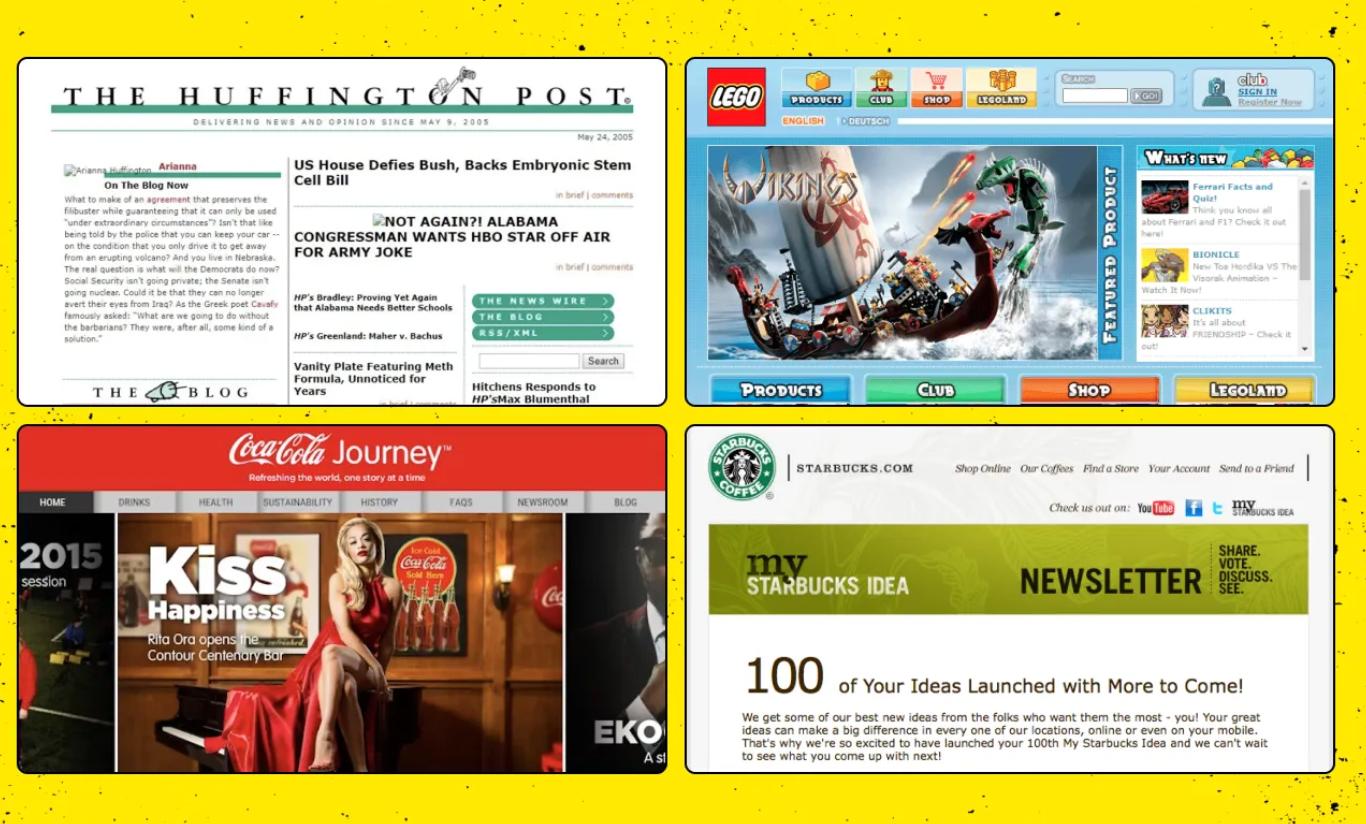 THE HUFFINGTON POST
DELIVERING NEWS AND OPINION SINCE MAY 9, 2005
May 24, 2005
Arianna Huffington
Arianna
On The Blog Now
What to make of an agreement that preserves the
filibuster while guaranteeing that it can only be used
"under extraordinary circumstances"? Isn't that like
being told by the police that you can keep your car --
on the condition that you only drive it to get away
from an erupting volcano? And you live in Nebraska.
The real question is what will the Democrats do now?
Social Security isn't going private; the Senate isn't
going nuclear. Could it be that they can no longer
avert their eyes from Iraq? As the Greek poet Cavafy
famously asked: "What are we going to do without
the barbarians? They were, after all, some kind of a
solution."
THE BLOG
US House Defies Bush, Backs Embryonic Stem
Cell Bill
in brief | comments
NOT AGAIN?! ALABAMA
CONGRESSMAN WANTS HBO STAR OFF AIR
FOR ARMY JOKE
in brief | comments
HP's Bradley: Proving Yet Again
that Alabama Needs Better Schools
HP's Greenland: Maher v. Bachus
Vanity Plate Featuring Meth
Formula, Unnoticed for
Years
in brief | comments
THE NEWS WIRE
THE BLOG
RSS/XML
Search
Hitchens Responds to
HP'sMax Blumenthal
LEGO
PRODUCTS
CLUB
SHOP
LEGOLAND
SEARCH
GO!
club
SIGN IN
Register Now
ENGLISH
DEUTSCH
VIKINGS
FEATURED PRODUCT
WHAT'S NEW
Ferrari Facts and
Quiz!
Think you know all
about Ferrari and F1? Check it out
here!
BIONICLE
New Toa Hordika VS The
Visorak Animation -
Watch It Now!
CLIKITS
It's all about
FRIENDSHIP - Check it
out!
PRODUCTS
CLUB
SHOP
LEGOLAND
Coca-Cola Journey™
Refreshing the world, one story at a time
HOME
DRINKS
HEALTH
SUSTAINABILITY
HISTORY
FAQS
NEWSROOM
BLOG
2015
session
Kiss
Happiness
Rita Ora opens the
Contour Centenary Bar
Ice Cold
Coca-Cola
Sold Here
EKO
A st
STARBUCKS
COFFEE
®
STARBUCKS.COM
Shop Online
Our Coffees
Find a Store
Your Account
Send to a Friend
Check us out on:
YouTube
f
t
my
STARBUCKS IDEA
my
STARBUCKS IDEA
NEWSLETTER
SHARE.
VOTE.
DISCUSS.
SEE.
100 of Your Ideas Launched with More to Come!
We get some of our best new ideas from the folks who want them the most - you! Your great
ideas can make a big difference in every one of our locations, online or even on your mobile.
That's why we're so excited to have launched your 100th My Starbucks Idea and we can't wait
to see what you come up with next!